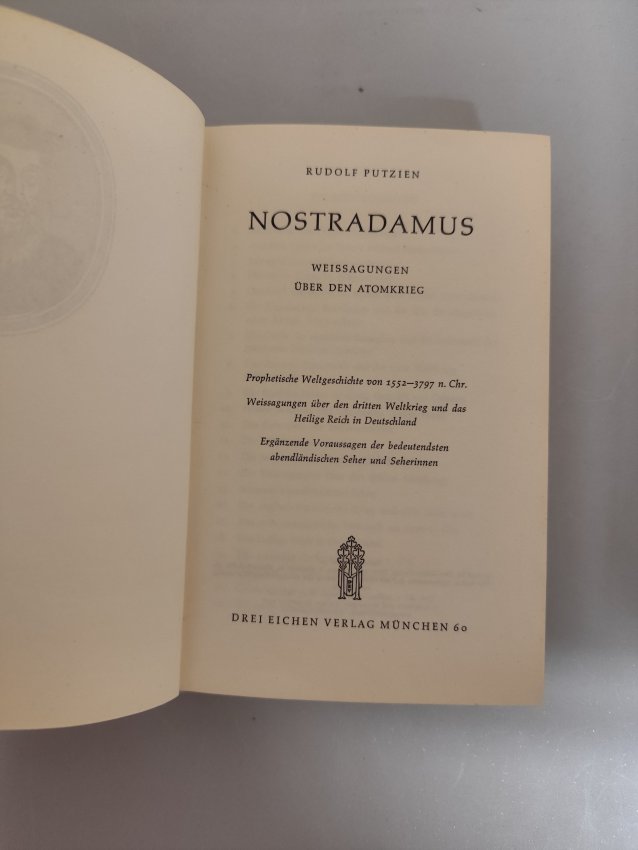 RUDOLF PUTZIEN
NOSTRADAMUS
WEISSAGUNGEN
ÜBER DEN ATOMKRIEG
Prophetische Weltgeschichte von 1552—3797 n. Chr.
Weissagungen über den dritten Weltkrieg und das
Heilige Reich in Deutschland
Ergänzende Voraussagen der bedeutendsten
abendländischen Seher und Seherinnen
DREI EICHEN VERLAG MÜNCHEN 60